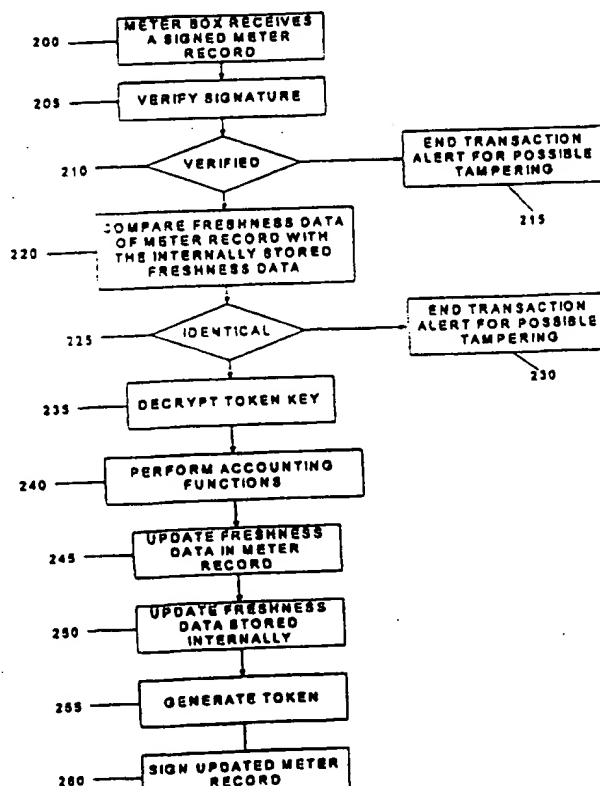 METER BOX RECEIVES
A SIGNED METER
RECORD
200
205
VERIFY SIGNATURE
210
VERIFIED
END TRANSACTION
ALERT FOR POSSIBLE
TAMPERING
215
COMPARE FRESHNESS DATA
OF METER RECORD WITH
THE INTERNALLY STORED
FRESHNESS DATA
220
225
IDENTICAL
END TRANSACTION
ALERT FOR POSSIBLE
TAMPERING
230
235
DECRYPT TOKEN KEY
240
PERFORM ACCOUNTING
FUNCTIONS
245
UPDATE FRESHNESS
DATA IN METER
RECORD
250
UPDATE FRESHNESS
DATA STORED
INTERNALLY
255
GENERATE TOKEN
260
SIGN UPDATED METER
RECORD